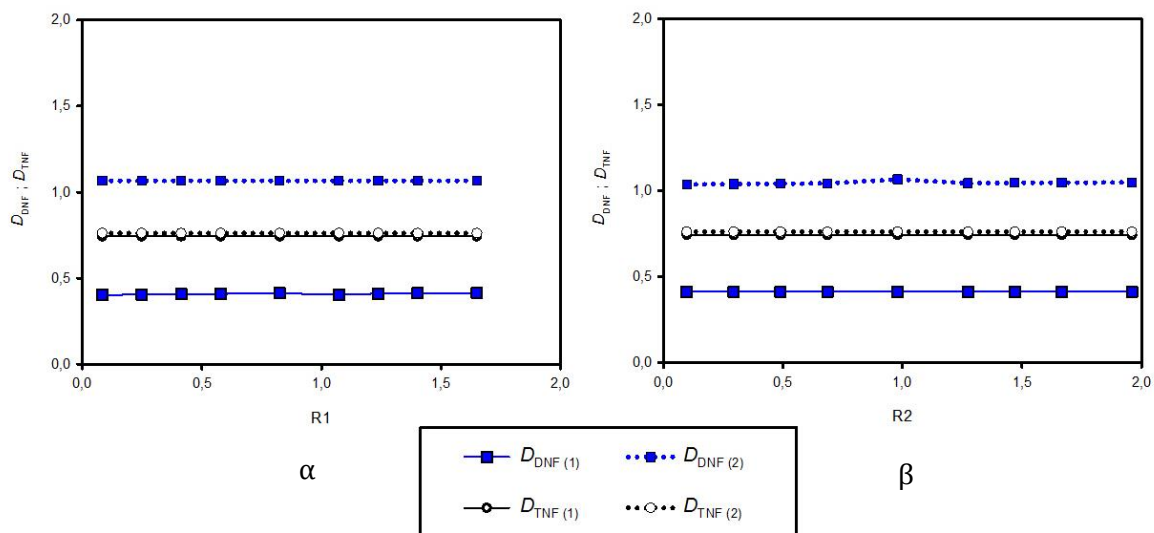 2,0
1,5
1,0
0,5
0,0
D_DNF ; D_TNF
0,0 0,5 1,0 1,5 2,0
R1
α
2,0
1,5
1,0
0,5
0,0
D_DNF ; D_TNF
0,0 0,5 1,0 1,5 2,0
R2
β
D_DNF (1) D_DNF (2)
D_TNF (1) D_TNF (2)